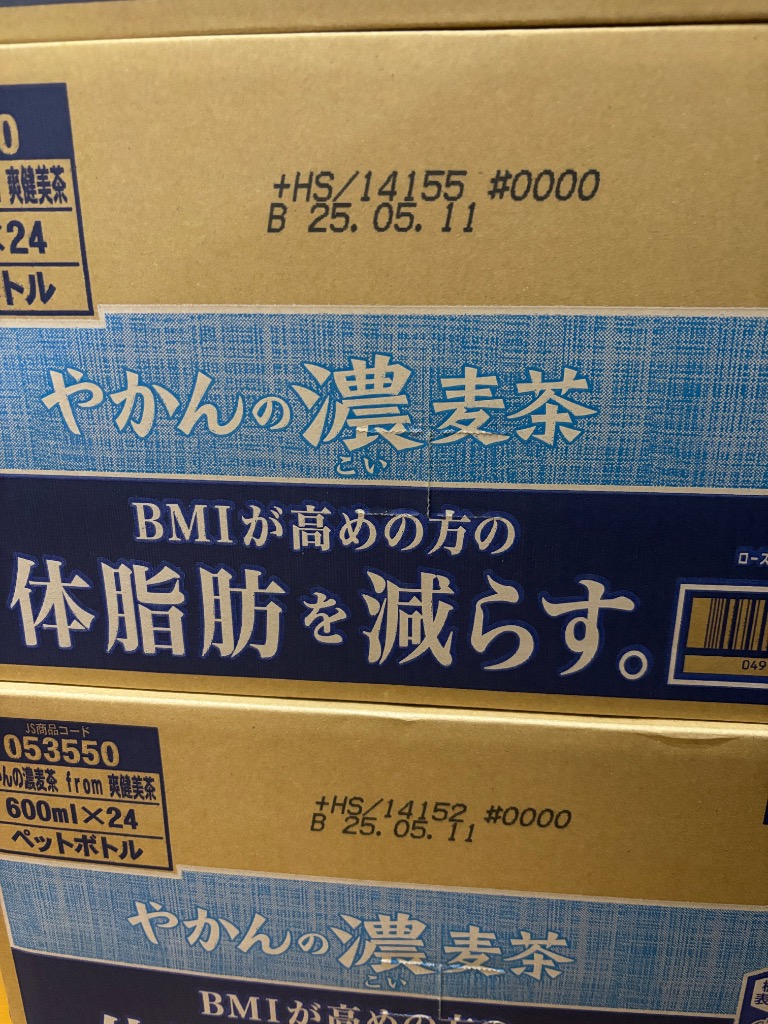 0
爽健美茶
×24
トル
+HS/14155 #0000
B 25.05.11
やかんの濃麦茶
こい
BMIが高めの方の
体脂肪を減らす。
ロース
049
JS商品コード
053550
かんの濃麦茶 from 爽健美茶
600ml×24
ペットボトル
+HS/14152 #0000
B 25.05.11
やかんの濃麦茶
こい
BMIが高めの方の